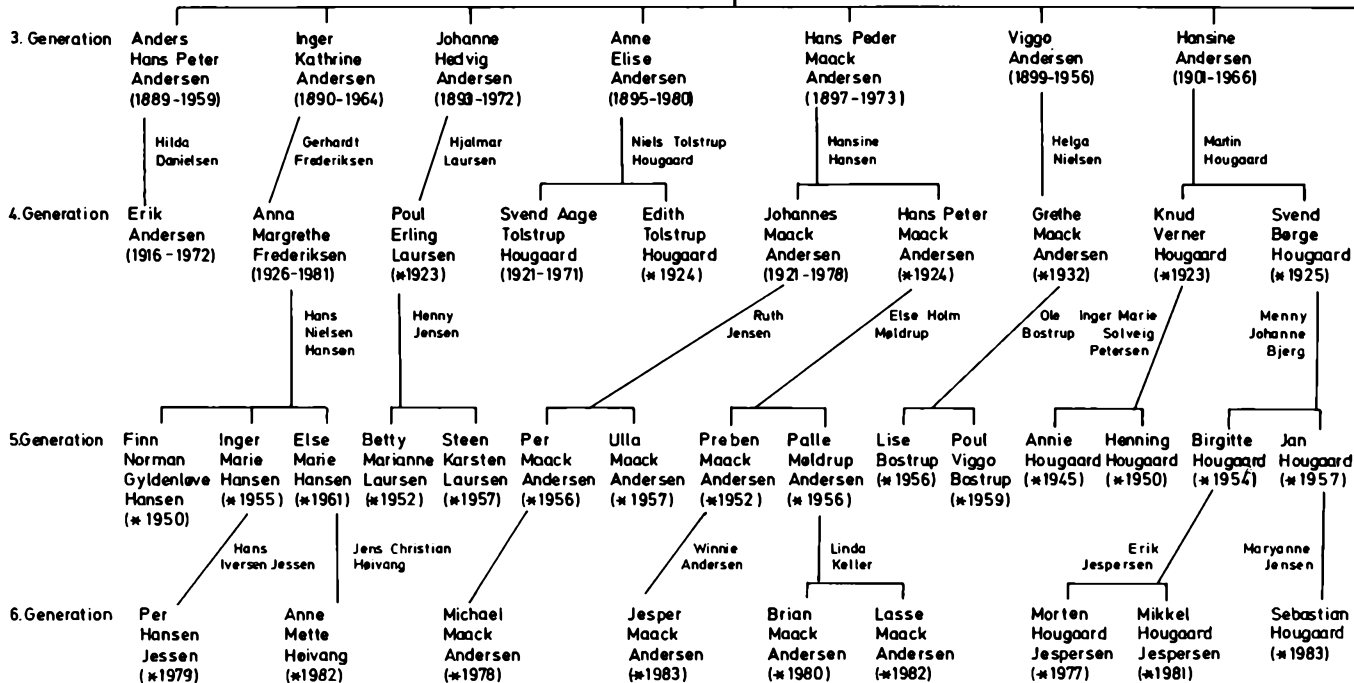 3. Generation
Anders
Hans Peter
Andersen
(1889-1959)
Inger
Kathrine
Andersen
(1890-1964)
Johanne
Hedvig
Andersen
(1893-1972)
Anne
Elise
Andersen
(1895-1980)
Hans Peder
Maack
Andersen
(1897-1973)
Viggo
Andersen
(1899-1956)
Hansine
Andersen
(1901-1966)
Hilda
Danielsen
Gerhardt
Frederiksen
Hjalmar
Laursen
Niels Tolstrup
Hougaard
Hansine
Hansen
Helga
Nielsen
Martin
Hougaard
4. Generation
Erik
Andersen
(1916-1972)
Anna
Margrethe
Frederiksen
(1926-1981)
Poul
Erling
Laursen
(*1923)
Svend Aage
Tolstrup
Hougaard
(1921-1971)
Edith
Tolstrup
Hougaard
(*1924)
Johannes
Maack
Andersen
(1921-1978)
Hans Peter
Maack
Andersen
(*1924)
Grethe
Maack
Andersen
(*1932)
Knud
Verner
Hougaard
(*1923)
Svend
Børge
Hougaard
(*1925)
Hans
Nielsen
Hansen
Henny
Jensen
Ruth
Jensen
Else Holm
Møldrup
Ole
Bostrup
Inger Marie
Solveig
Petersen
Menny
Johanne
Bjerg
5. Generation
Finn
Norman
Gyldenløve
Hansen
(*1950)
Inger
Marie
Hansen
(*1955)
Else
Marie
Hansen
(*1961)
Betty
Marianne
Laursen
(*1952)
Steen
Karsten
Laursen
(*1957)
Per
Maack
Andersen
(*1956)
Ulla
Maack
Andersen
(*1957)
Preben
Maack
Andersen
(*1952)
Palle
Møldrup
Andersen
(*1956)
Lise
Bostrup
(*1956)
Poul
Viggo
Bostrup
(*1959)
Annie
Hougaard
(*1945)
Henning
Hougaard
(*1950)
Birgitte
Hougaard
(*1954)
Jan
Hougaard
(*1957)
Hans
Iversen Jessen
Jens Christian
Høivang
Winnie
Andersen
Linda
Keller
Erik
Jespersen
Maryanne
Jensen
6. Generation
Per
Hansen
Jessen
(*1979)
Anne
Mette
Høivang
(*1982)
Michael
Maack
Andersen
(*1978)
Jesper
Maack
Andersen
(*1983)
Brian
Maack
Andersen
(*1980)
Lasse
Maack
Andersen
(*1982)
Morten
Hougaard
Jespersen
(*1977)
Mikkel
Hougaard
Jespersen
(*1981)
Sebastian
Hougaard
(*1983)